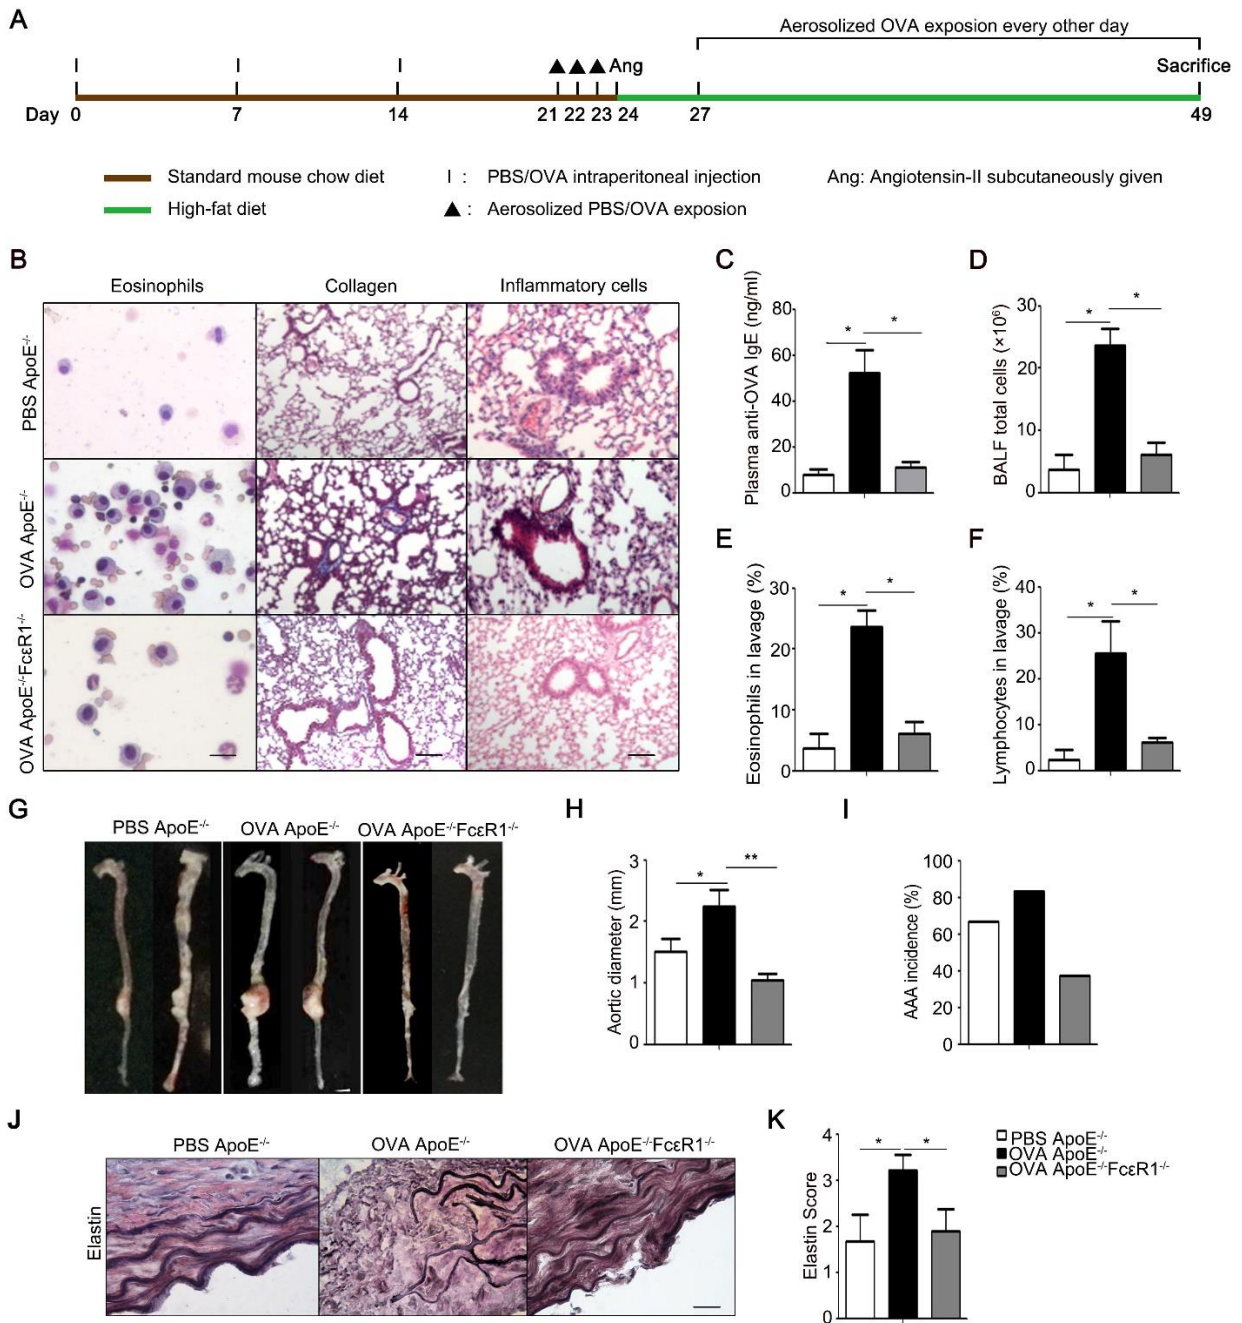 A
Aerosolized OVA exposion every other day
I I I ▲ ▲ ▲ Ang Sacrifice
Day 0 7 14 21 22 23 24 27 49
Standard mouse chow diet I : PBS/OVA intraperitoneal injection Ang: Angiotensin-II subcutaneously given
High-fat diet ▲ : Aerosolized PBS/OVA exposion
B
Eosinophils Collagen Inflammatory cells
PBS ApoE-/-
OVA ApoE-/-
OVA ApoE-/-FcεR1-/-
C
Plasma anti-OVA IgE (ng/ml)
80
60
40
20
0
* *
D
BALF total cells (×10⁶)
30
20
10
0
* *
E
Eosinophils in lavage (%)
30
20
10
0
* *
F
Lymphocytes in lavage (%)
40
30
20
10
0
* *
G
PBS ApoE-/- OVA ApoE-/- OVA ApoE-/-FcεR1-/-
H
Aortic diameter (mm)
3
2
1
0
* **
I
AAA incidence (%)
100
80
60
40
20
0
J
PBS ApoE-/- OVA ApoE-/- OVA ApoE-/-FcεR1-/-
Elastin
K
Elastin Score
4
3
2
1
0
* *
PBS ApoE-/-
OVA ApoE-/-
OVA ApoE-/-FcεR1-/-